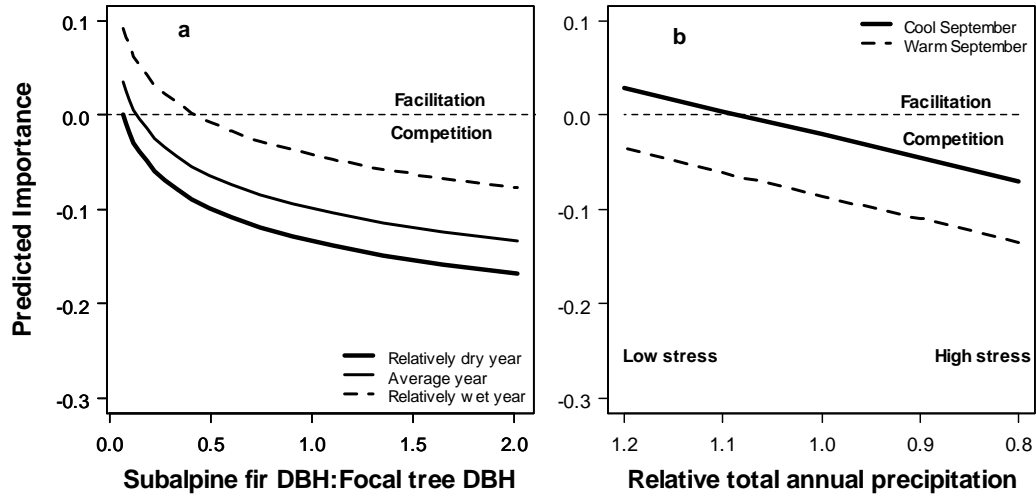 Predicted Importance
0.1
0.0
-0.1
-0.2
-0.3
a
Facilitation
Competition
Relatively dry year
Average year
Relatively wet year
0.0 0.5 1.0 1.5 2.0
Subalpine fir DBH:Focal tree DBH
0.1
0.0
-0.1
-0.2
-0.3
b
Cool September
Warm September
Facilitation
Competition
Low stress High stress
1.2 1.1 1.0 0.9 0.8
Relative total annual precipitation